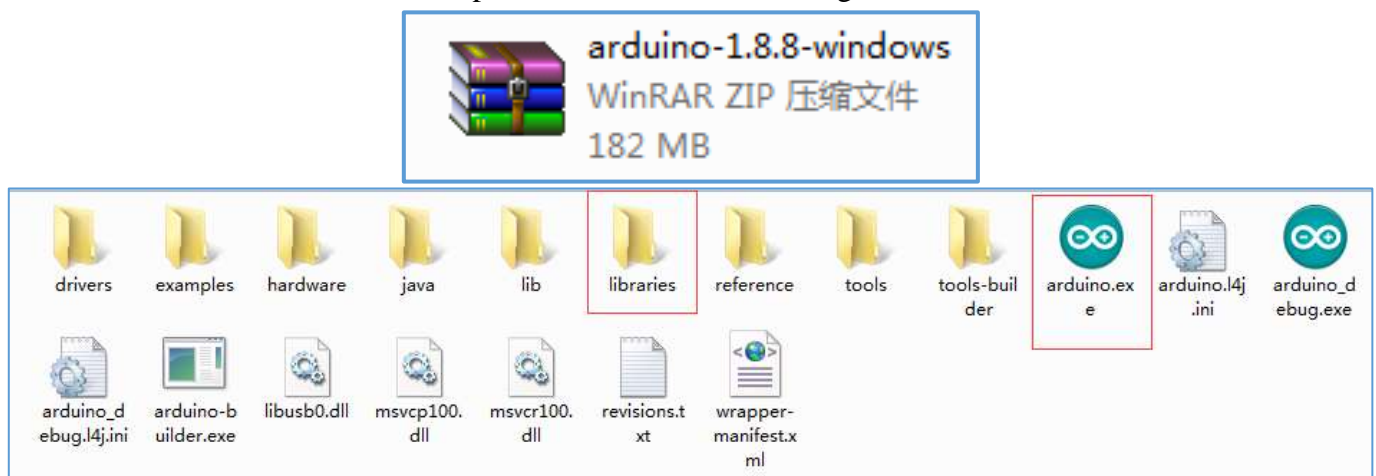 arduino-1.8.8-windows
WinRAR ZIP 压缩文件
182 MB
drivers
examples
hardware
java
lib
libraries
reference
tools
tools-buil
der
arduino.ex
e
arduino.l4j
.ini
arduino_d
ebug.exe
arduino_d
ebug.l4j.ini
arduino-b
uilder.exe
libusb0.dll
msvcp100.
dll
msvcr100.
dll
revisions.t
xt
wrapper-
manifest.x
ml